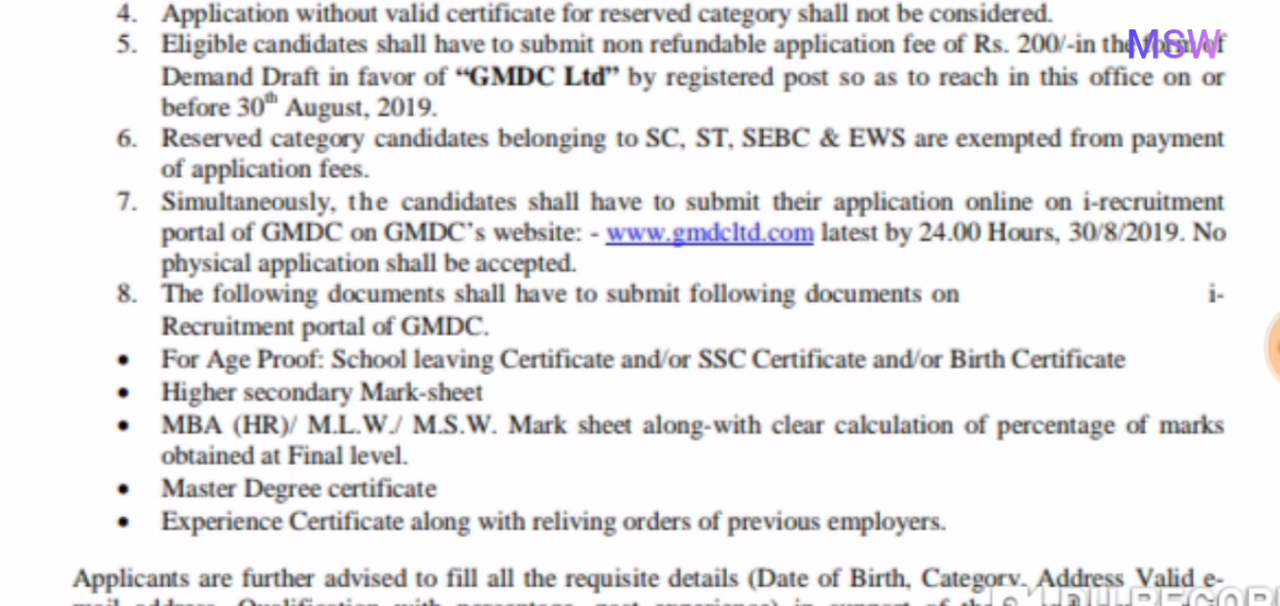 4. Application without valid certificate for reserved category shall not be considered.
5. Eligible candidates shall have to submit non refundable application fee of Rs. 200/-in the form of
MSW
Demand Draft in favor of “GMDC Ltd” by registered post so as to reach in this office on or
before 30th August, 2019.
6. Reserved category candidates belonging to SC, ST, SEBC & EWS are exempted from payment
of application fees.
7. Simultaneously, the candidates shall have to submit their application online on i-recruitment
portal of GMDC on GMDC’s website: - www.gmdcltd.com latest by 24.00 Hours, 30/8/2019. No
physical application shall be accepted.
8. The following documents shall have to submit following documents on i-
Recruitment portal of GMDC.
• For Age Proof: School leaving Certificate and/or SSC Certificate and/or Birth Certificate
• Higher secondary Mark-sheet
• MBA (HR)/ M.L.W./ M.S.W. Mark sheet along-with clear calculation of percentage of marks
obtained at Final level.
• Master Degree certificate
• Experience Certificate along with reliving orders of previous employers.
Applicants are further advised to fill all the requisite details (Date of Birth, Category, Address Valid e-